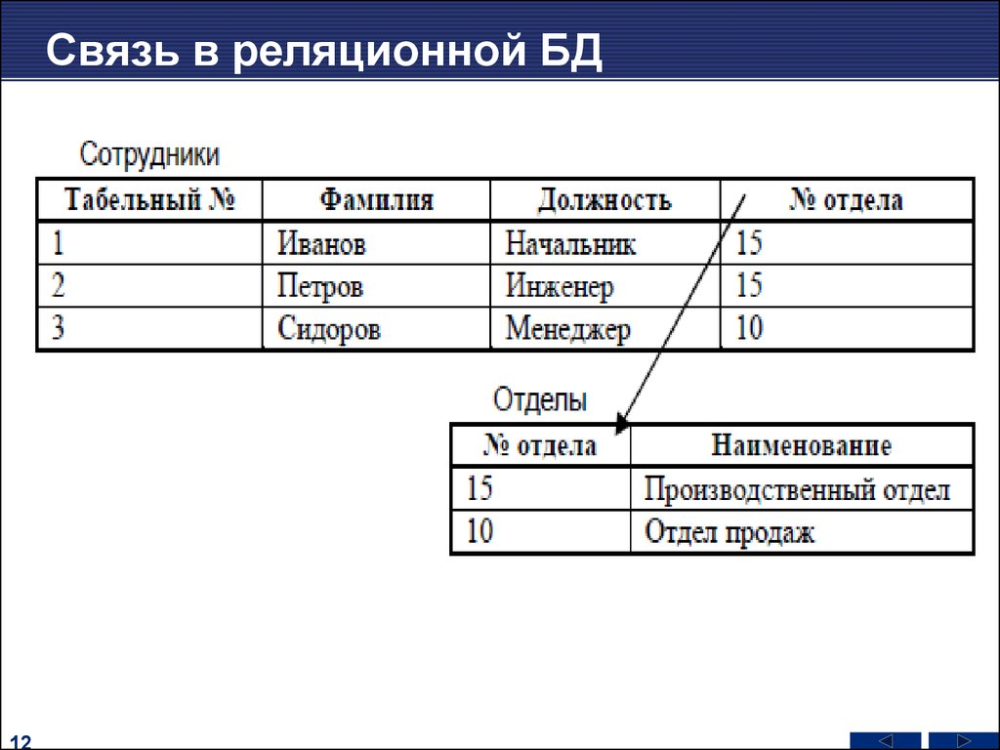 Связь в реляционной БД
Сотрудники
Табельный № Фамилия Должность № отдела
1 Иванов Начальник 15
2 Петров Инженер 15
3 Сидоров Менеджер 10
Отделы
№ отдела Наименование
15 Производственный отдел
10 Отдел продаж
12